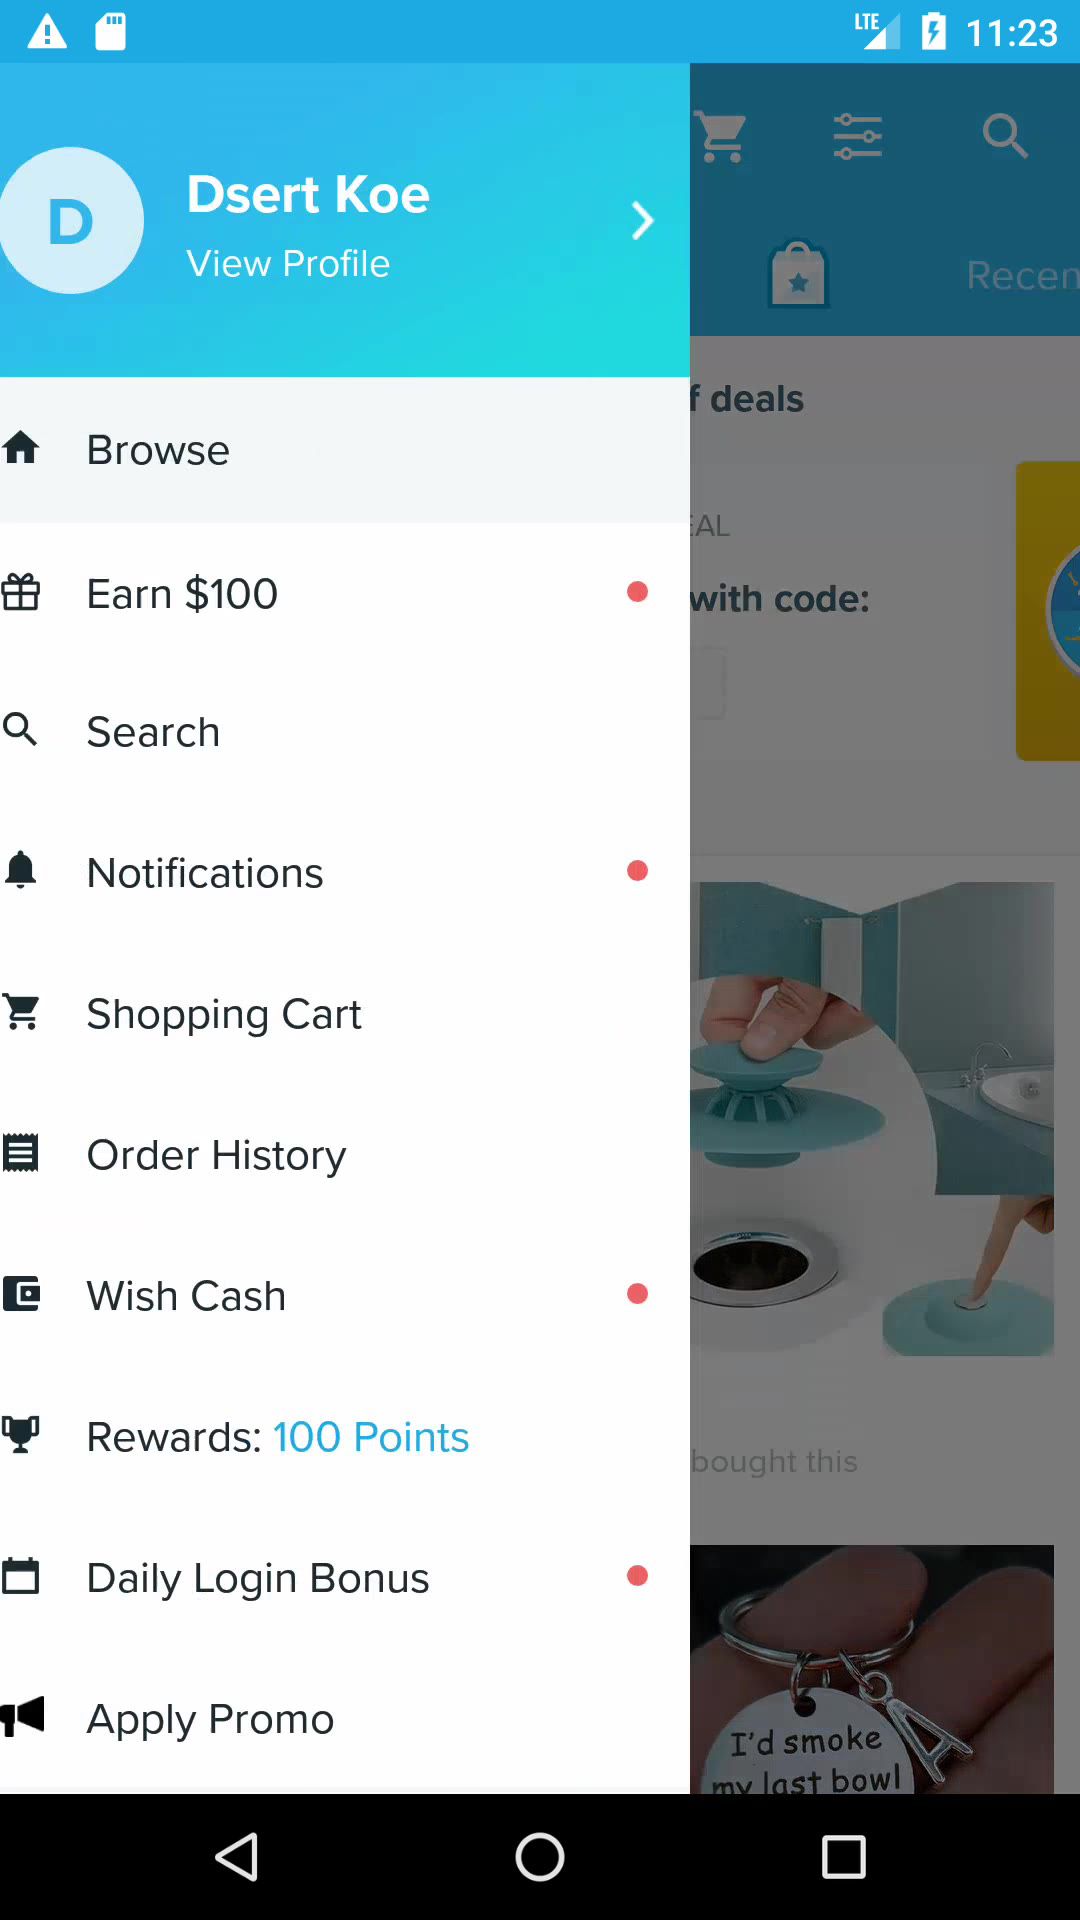 LTE
11:23
D
Dsert Koe
View Profile
Recen
f deals
Browse
EAL
Earn $100
with code:
Search
Notifications
Shopping Cart
Order History
Wish Cash
Rewards: 100 Points
bought this
Daily Login Bonus
Apply Promo
I'd smoke
my last bowl
A